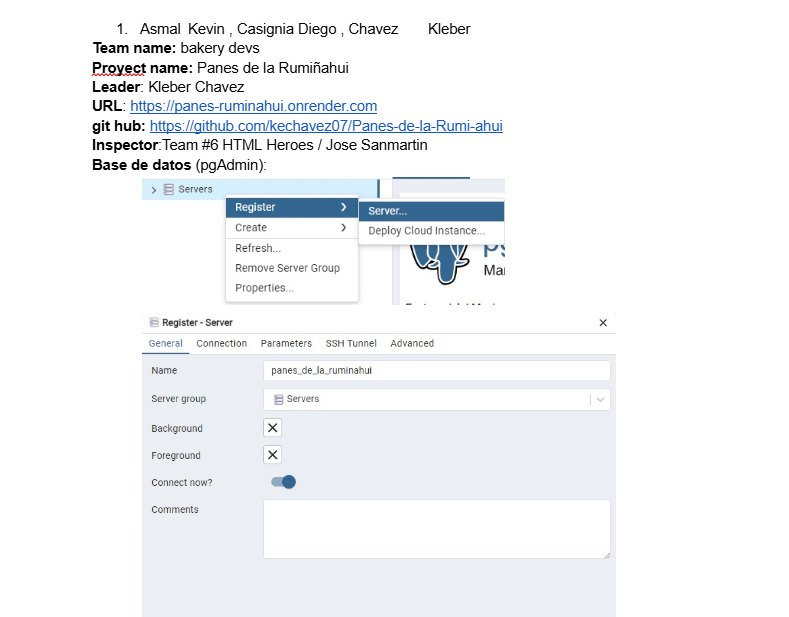 1. Asmal Kevin , Casignia Diego , Chavez Kleber
Team name: bakery devs
Proyect name: Panes de la Rumiñahui
Leader: Kleber Chavez
URL: https://panes-ruminahui.onrender.com
git hub: https://github.com/kechavez07/Panes-de-la-Rumi-ahui
Inspector:Team #6 HTML Heroes / Jose Sanmartin
Base de datos (pgAdmin):
Servers
Register
Server...
Create
Deploy Cloud Instance...
Refresh...
Remove Server Group
Properties...
Register - Server
General Connection Parameters SSH Tunnel Advanced
Name panes_de_la_ruminahui
Server group Servers
Background
Foreground
Connect now?
Comments